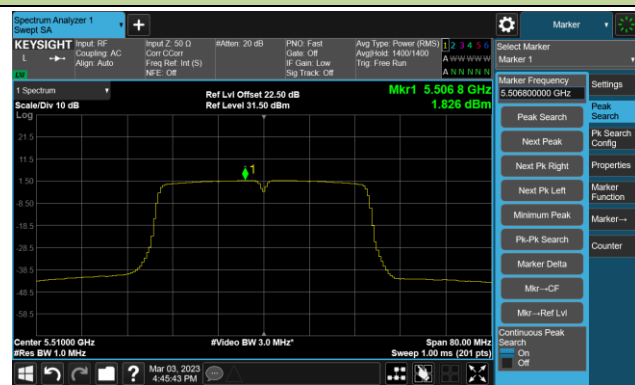 Spectrum Analyzer 1
Swept SA
+
Marker
KEYSIGHT
L
LW
Input: RF
Coupling: AC
Align: Auto
Input Z: 50 Ω
Corr CCorr
Freq Ref: Int (S)
NFE: Off
#Atten: 20 dB
PNO: Fast
Gate: Off
IF Gain: Low
Sig Track: Off
Avg Type: Power (RMS)
Avg|Hold: 1400/1400
Trig: Free Run
1 2 3 4 5 6
A W W W W W
A N N N N N
Select Marker
Marker 1
1 Spectrum
Scale/Div 10 dB
Log
Ref Lvl Offset 22.50 dB
Ref Level 31.50 dBm
Mkr1 5.506 8 GHz
1.826 dBm
21.5
11.5
1.50
-8.50
-18.5
-28.5
-38.5
-48.5
-58.5
1
Center 5.51000 GHz
#Res BW 1.0 MHz
#Video BW 3.0 MHz*
Span 80.00 MHz
Sweep 1.00 ms (201 pts)
Marker Frequency
5.506800000 GHz
Peak Search
Next Peak
Next Pk Right
Next Pk Left
Minimum Peak
Pk-Pk Search
Marker Delta
Mkr→CF
Mkr→Ref Lvl
Continuous Peak
Search
On
Off
Settings
Peak
Search
Pk Search
Config
Properties
Marker
Function
Marker→
Counter
?
Mar 03, 2023
4:45:43 PM